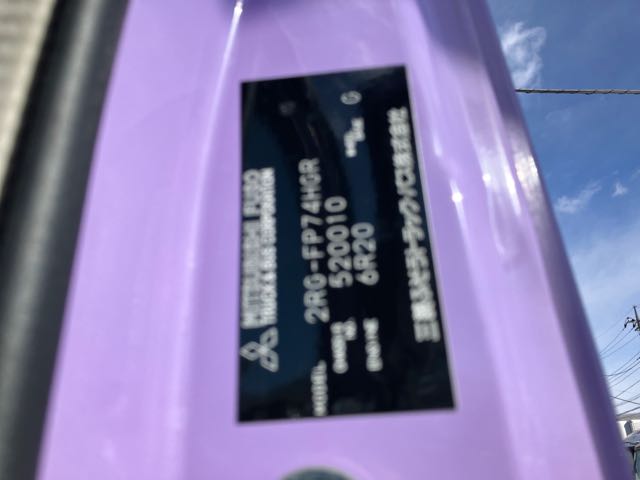 MITSUBISHI FUSO
TRUCK & BUS CORPORATION
MODEL 2RG-FP74HGR
CHASSIS NO. 520010
ENGINE 6R20
G
三菱ふそうトラック・バス株式会社